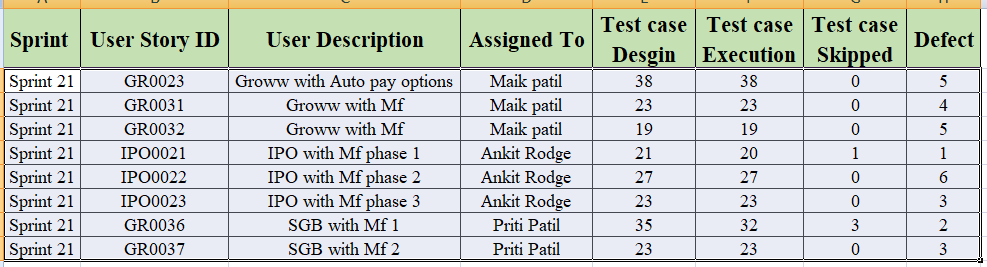 Sprint User Story ID User Description Assigned To Test case Desgin Test case Execution Test case Skipped Defect
Sprint 21 GR0023 Groww with Auto pay options Maik patil 38 38 0 5
Sprint 21 GR0031 Groww with Mf Maik patil 23 23 0 4
Sprint 21 GR0032 Groww with Mf Maik patil 19 19 0 5
Sprint 21 IPO0021 IPO with Mf phase 1 Ankit Rodge 21 20 1 1
Sprint 21 IPO0022 IPO with Mf phase 2 Ankit Rodge 27 27 0 6
Sprint 21 IPO0023 IPO with Mf phase 3 Ankit Rodge 23 23 0 3
Sprint 21 GR0036 SGB with Mf 1 Priti Patil 35 32 3 2
Sprint 21 GR0037 SGB with Mf 2 Priti Patil 23 23 0 3